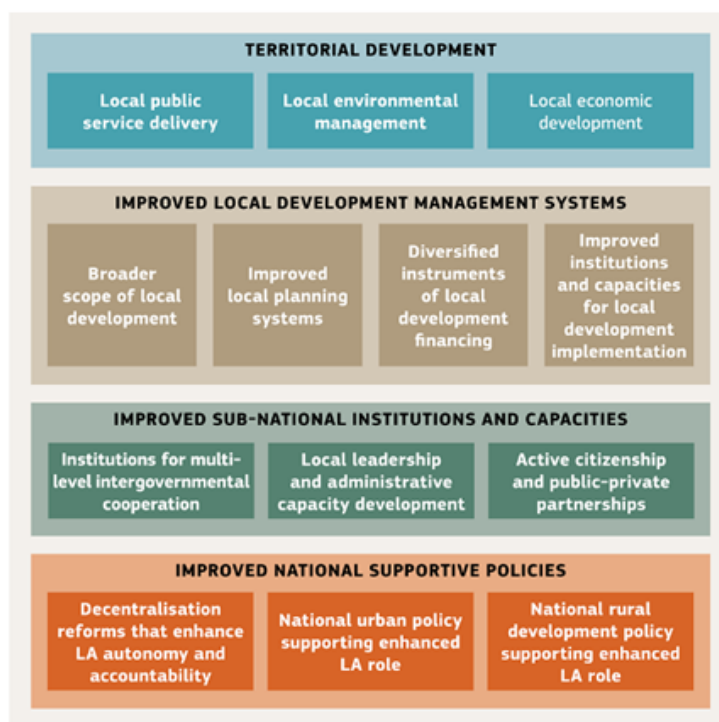 TERRITORIAL DEVELOPMENT
Local public
service delivery
Local environmental
management
Local economic
development
IMPROVED LOCAL DEVELOPMENT MANAGEMENT SYSTEMS
Broader
scope of local
development
Improved
local planning
systems
Diversified
instruments
of local
development
financing
Improved
institutions
and capacities
for local
development
implementation
IMPROVED SUB-NATIONAL INSTITUTIONS AND CAPACITIES
Institutions for multi-
level intergovernmental
cooperation
Local leadership
and administrative
capacity development
Active citizenship
and public-private
partnerships
IMPROVED NATIONAL SUPPORTIVE POLICIES
Decentralisation
reforms that enhance
LA autonomy and
accountability
National urban policy
supporting enhanced
LA role
National rural
development policy
supporting enhanced
LA role